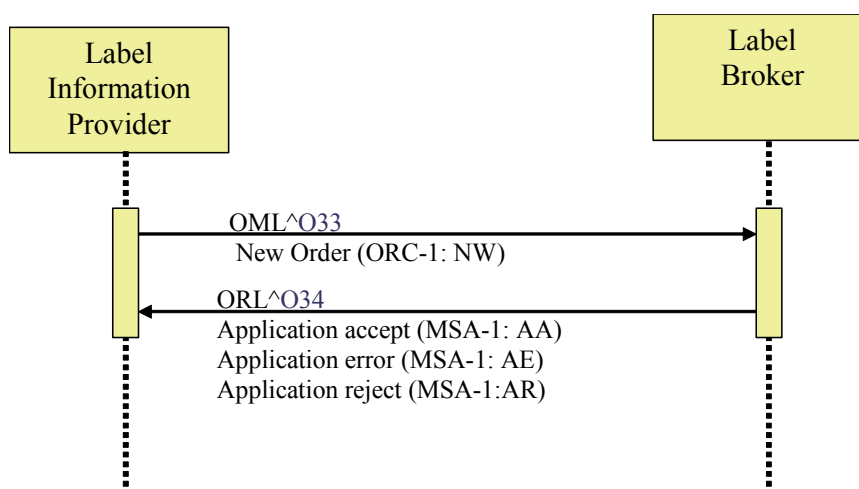 Label
Information
Provider
Label
Broker
OML^O33
New Order (ORC-1: NW)
ORL^O34
Application accept (MSA-1: AA)
Application error (MSA-1: AE)
Application reject (MSA-1:AR)